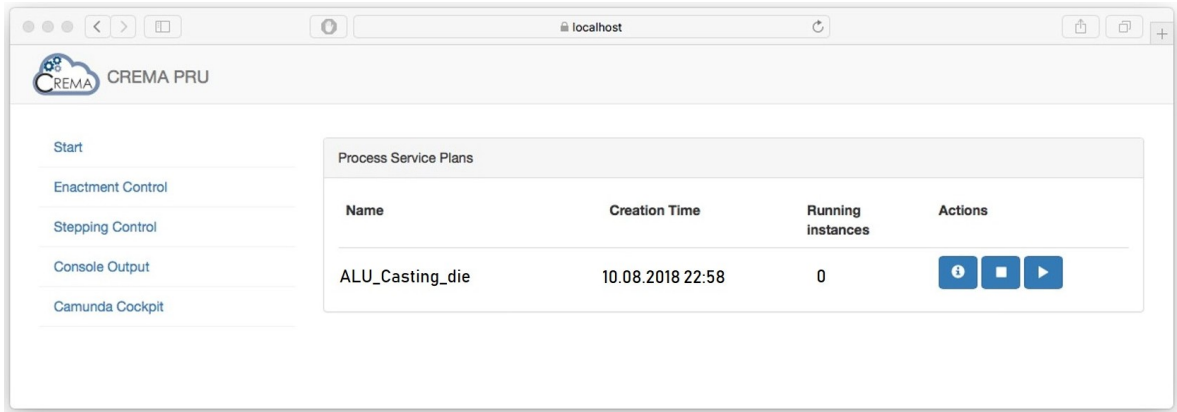 localhost
CREMA
CREMA PRU
Start
Enactment Control
Stepping Control
Console Output
Camunda Cockpit
Process Service Plans
Name Creation Time Running instances Actions
ALU_Casting_die 10.08.2018 22:58 0